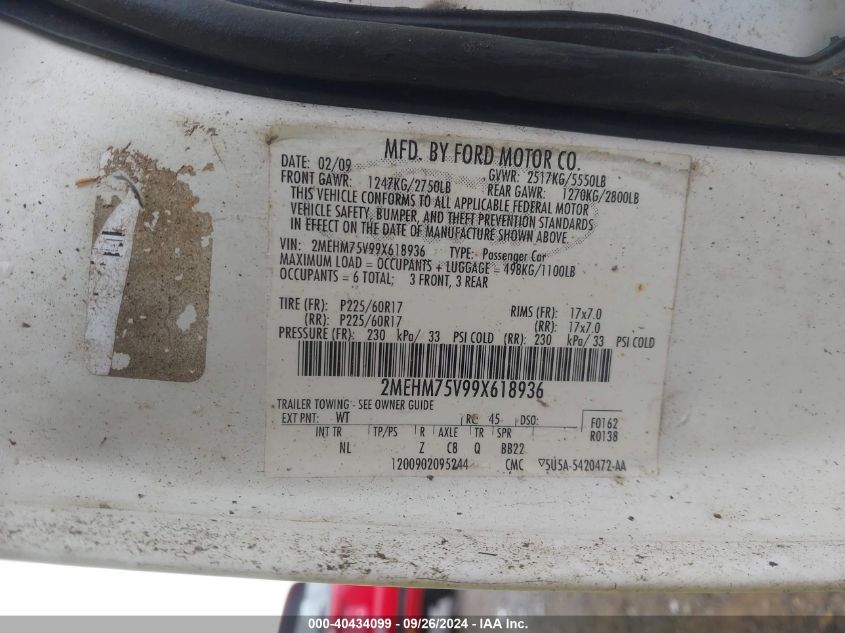 MFD. BY FORD MOTOR CO.
DATE: 02/09 GVWR: 2517KG/5550LB
FRONT GAWR: 1247KG/2750LB REAR GAWR: 1270KG/2800LB
THIS VEHICLE CONFORMS TO ALL APPLICABLE FEDERAL MOTOR
VEHICLE SAFETY, BUMPER, AND THEFT PREVENTION STANDARDS
IN EFFECT ON THE DATE OF MANUFACTURE SHOWN ABOVE.
VIN: 2MEHM75V99X618936 TYPE: Passenger Car
MAXIMUM LOAD = OCCUPANTS + LUGGAGE = 498KG/1100LB
OCCUPANTS = 6 TOTAL; 3 FRONT, 3 REAR
TIRE (FR): P225/60R17 RIMS (FR): 17x7.0
(RR): P225/60R17 (RR): 17x7.0
PRESSURE (FR): 230 kPa/ 33 PSI COLD (RR): 230 kPa/ 33 PSI COLD
2MEHM75V99X618936
TRAILER TOWING - SEE OWNER GUIDE
EXT PNT: WT RC: 45 DSO: F0162
R0138
INT TR TP/PS R AXLE TR SPR
NL Z C8 Q BB22
1200902095244 CMC ▽5U5A-5420472-AA
000-40434099 - 09/26/2024 - IAAI.com